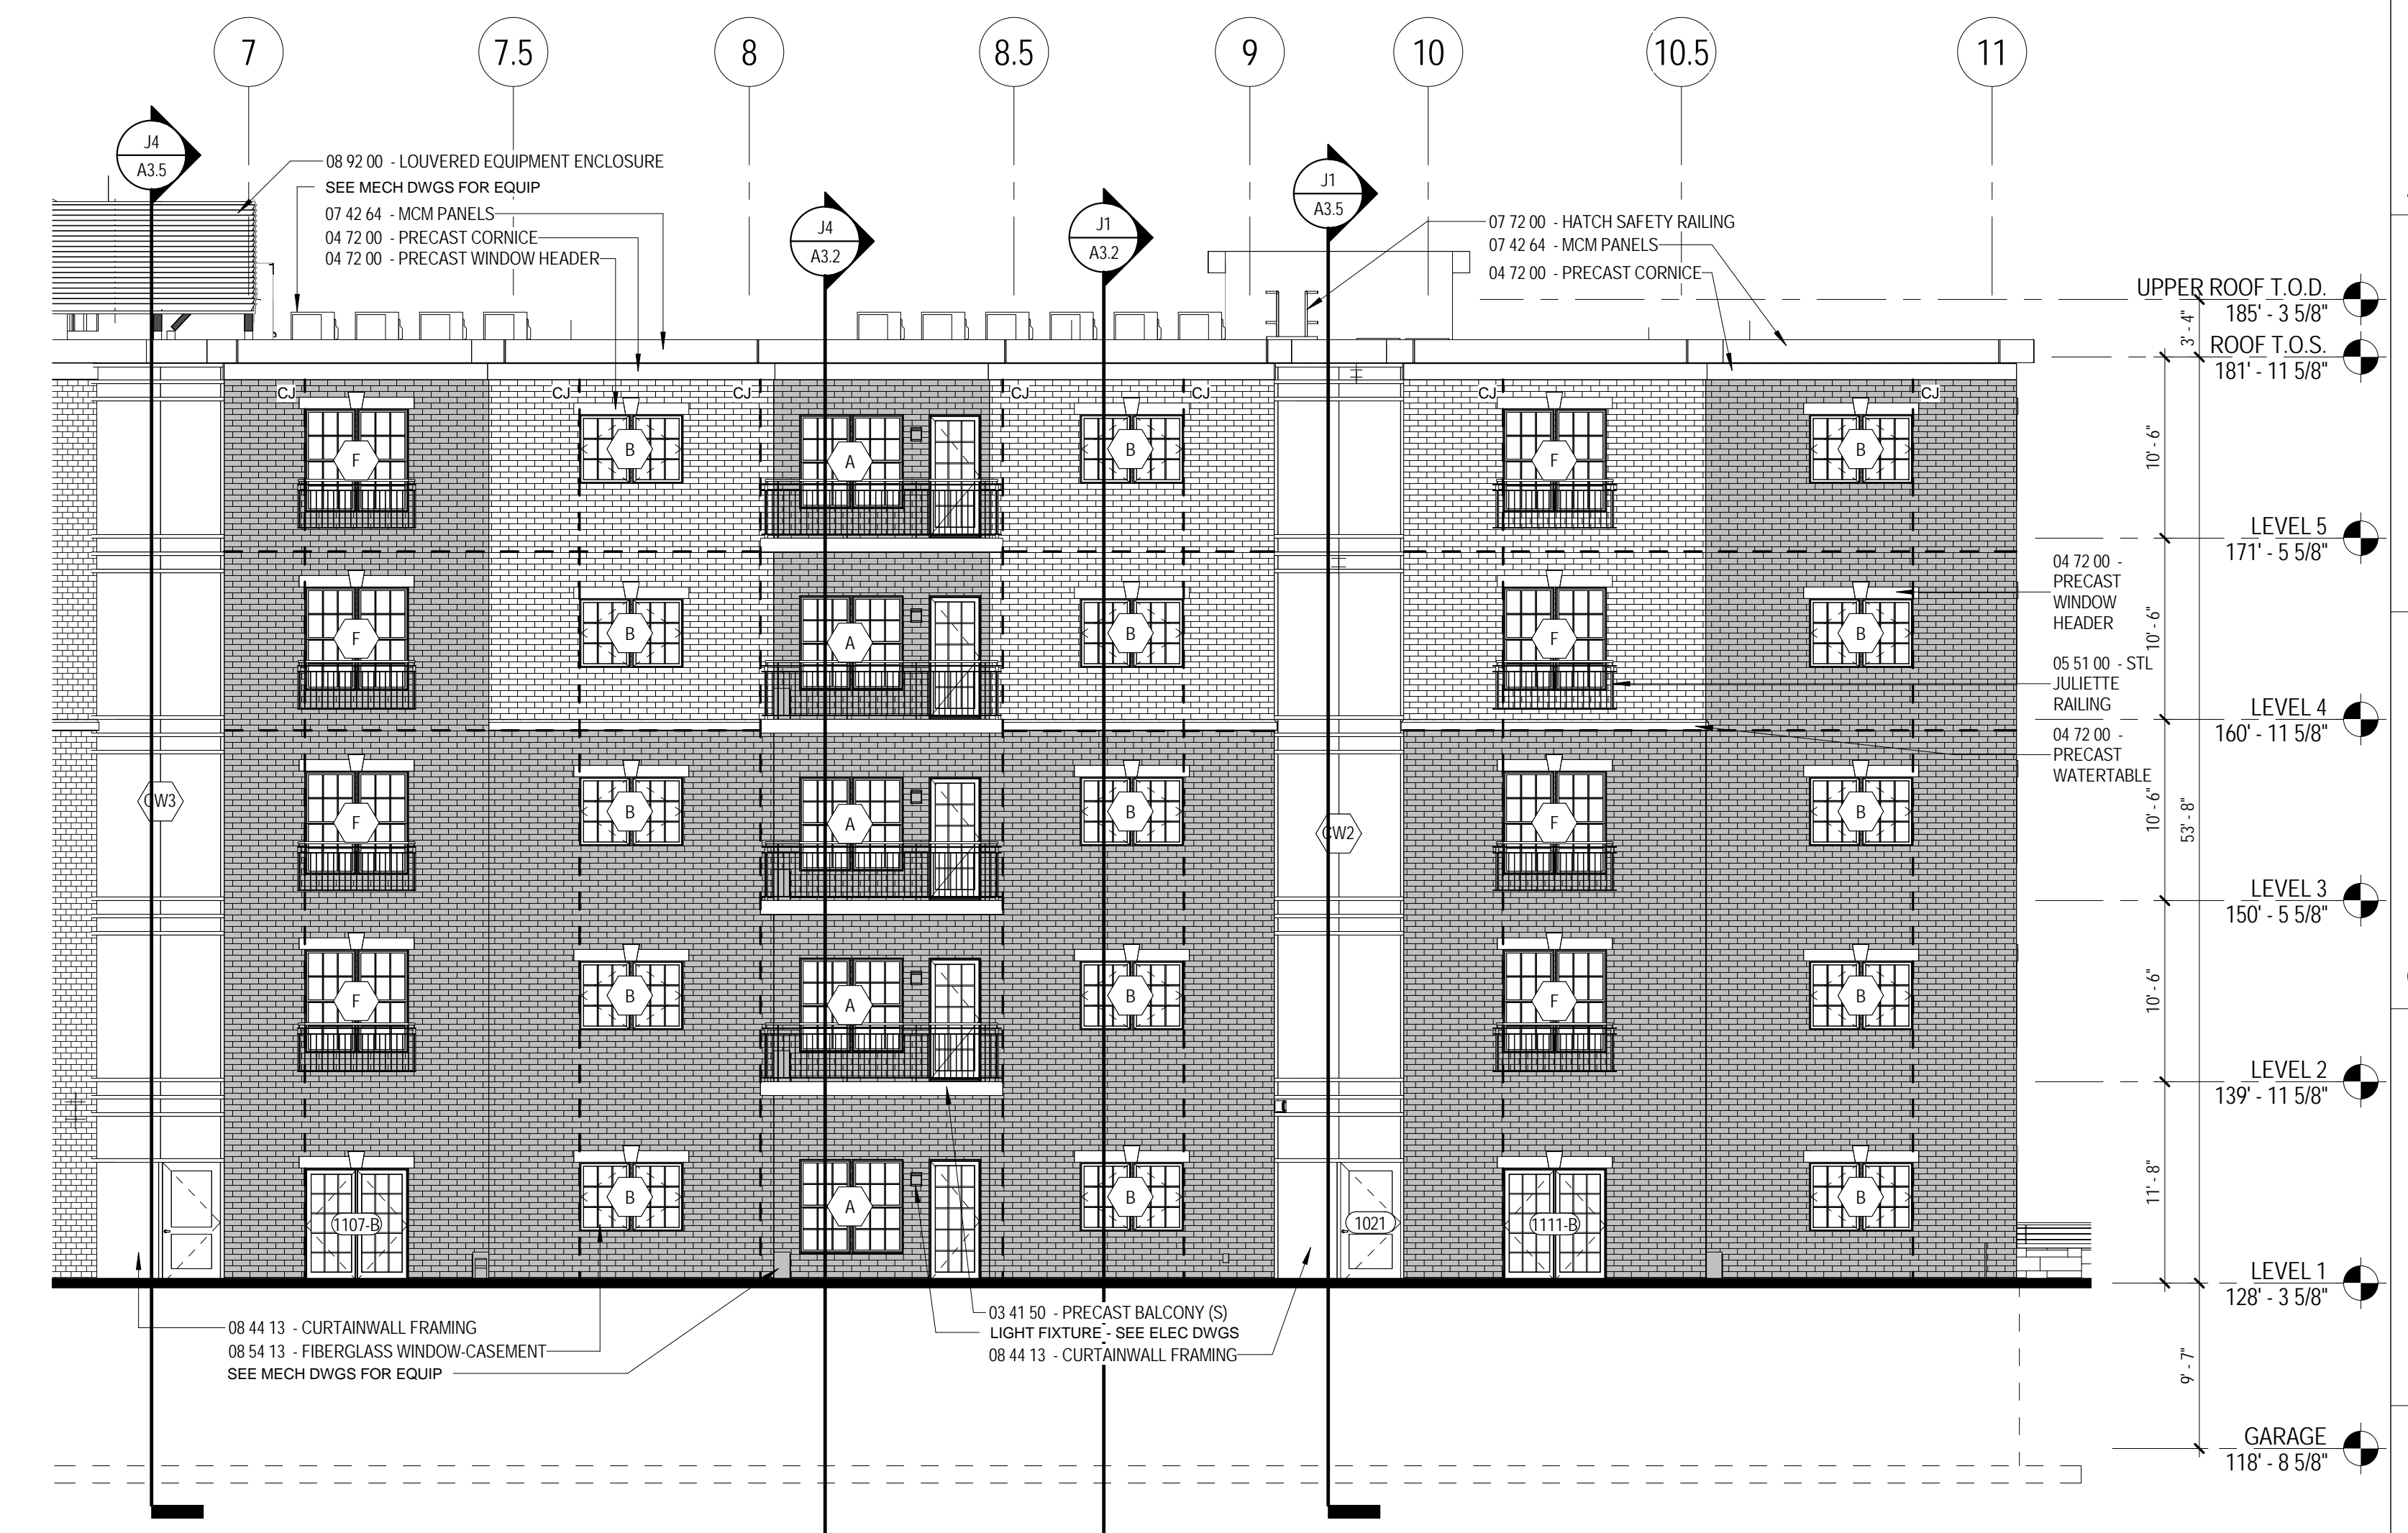 7
7.5
8
8.5
9
10
10.5
11
J4
A3.5
J4
A3.2
J1
A3.2
J1
A3.5
08 92 00 - LOUVERED EQUIPMENT ENCLOSURE
SEE MECH DWGS FOR EQUIP
07 42 64 - MCM PANELS
04 72 00 - PRECAST CORNICE
04 72 00 - PRECAST WINDOW HEADER
07 72 00 - HATCH SAFETY RAILING
07 42 64 - MCM PANELS
04 72 00 - PRECAST CORNICE
UPPER ROOF T.O.D.
185' - 3 5/8"
3' - 4"
ROOF T.O.S.
181' - 11 5/8"
CJ
CJ
CJ
CJ
CJ
CJ
CJ
F
B
A
B
F
B
10' - 6"
LEVEL 5
171' - 5 5/8"
04 72 00 -
PRECAST
WINDOW
HEADER
F
B
A
B
F
B
10' - 6"
05 51 00 - STL
JULIETTE
RAILING
LEVEL 4
160' - 11 5/8"
04 72 00 -
PRECAST
WATERTABLE
CW3
F
B
A
B
CW2
F
B
10' - 6"
53' - 8"
LEVEL 3
150' - 5 5/8"
F
B
A
B
F
B
10' - 6"
LEVEL 2
139' - 11 5/8"
1107-B
B
A
B
1021
1111-B
B
11' - 8"
LEVEL 1
128' - 3 5/8"
08 44 13 - CURTAINWALL FRAMING
08 54 13 - FIBERGLASS WINDOW-CASEMENT
SEE MECH DWGS FOR EQUIP
03 41 50 - PRECAST BALCONY (S)
LIGHT FIXTURE - SEE ELEC DWGS
08 44 13 - CURTAINWALL FRAMING
9' - 7"
GARAGE
118' - 8 5/8"